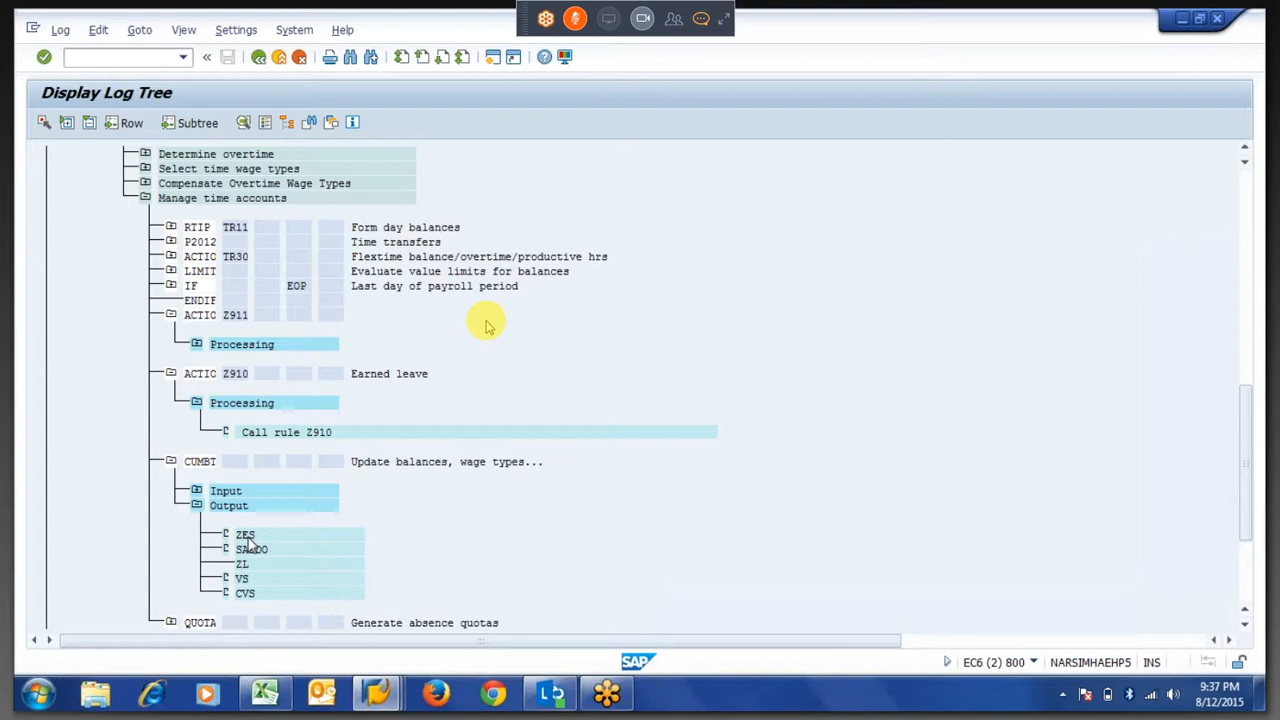 Log Edit Goto View Settings System Help
Display Log Tree
Row Subtree
Determine overtime
Select time wage types
Compensate Overtime Wage Types
Manage time accounts
RTIP TR11 Form day balances
P2012 Time transfers
ACTIO TR30 Flextime balance/overtime/productive hrs
LIMIT Evaluate value limits for balances
IF EOP Last day of payroll period
ENDIF
ACTIO Z911
Processing
ACTIO Z910 Earned leave
Processing
Call rule Z910
CUMBT Update balances, wage types...
Input
Output
ZES
ZL
VS
CVS
QUOTA Generate absence quotas
SAP EC6 (2) 800 NARSIMHAEHP5 INS
9:37 PM
8/12/2015